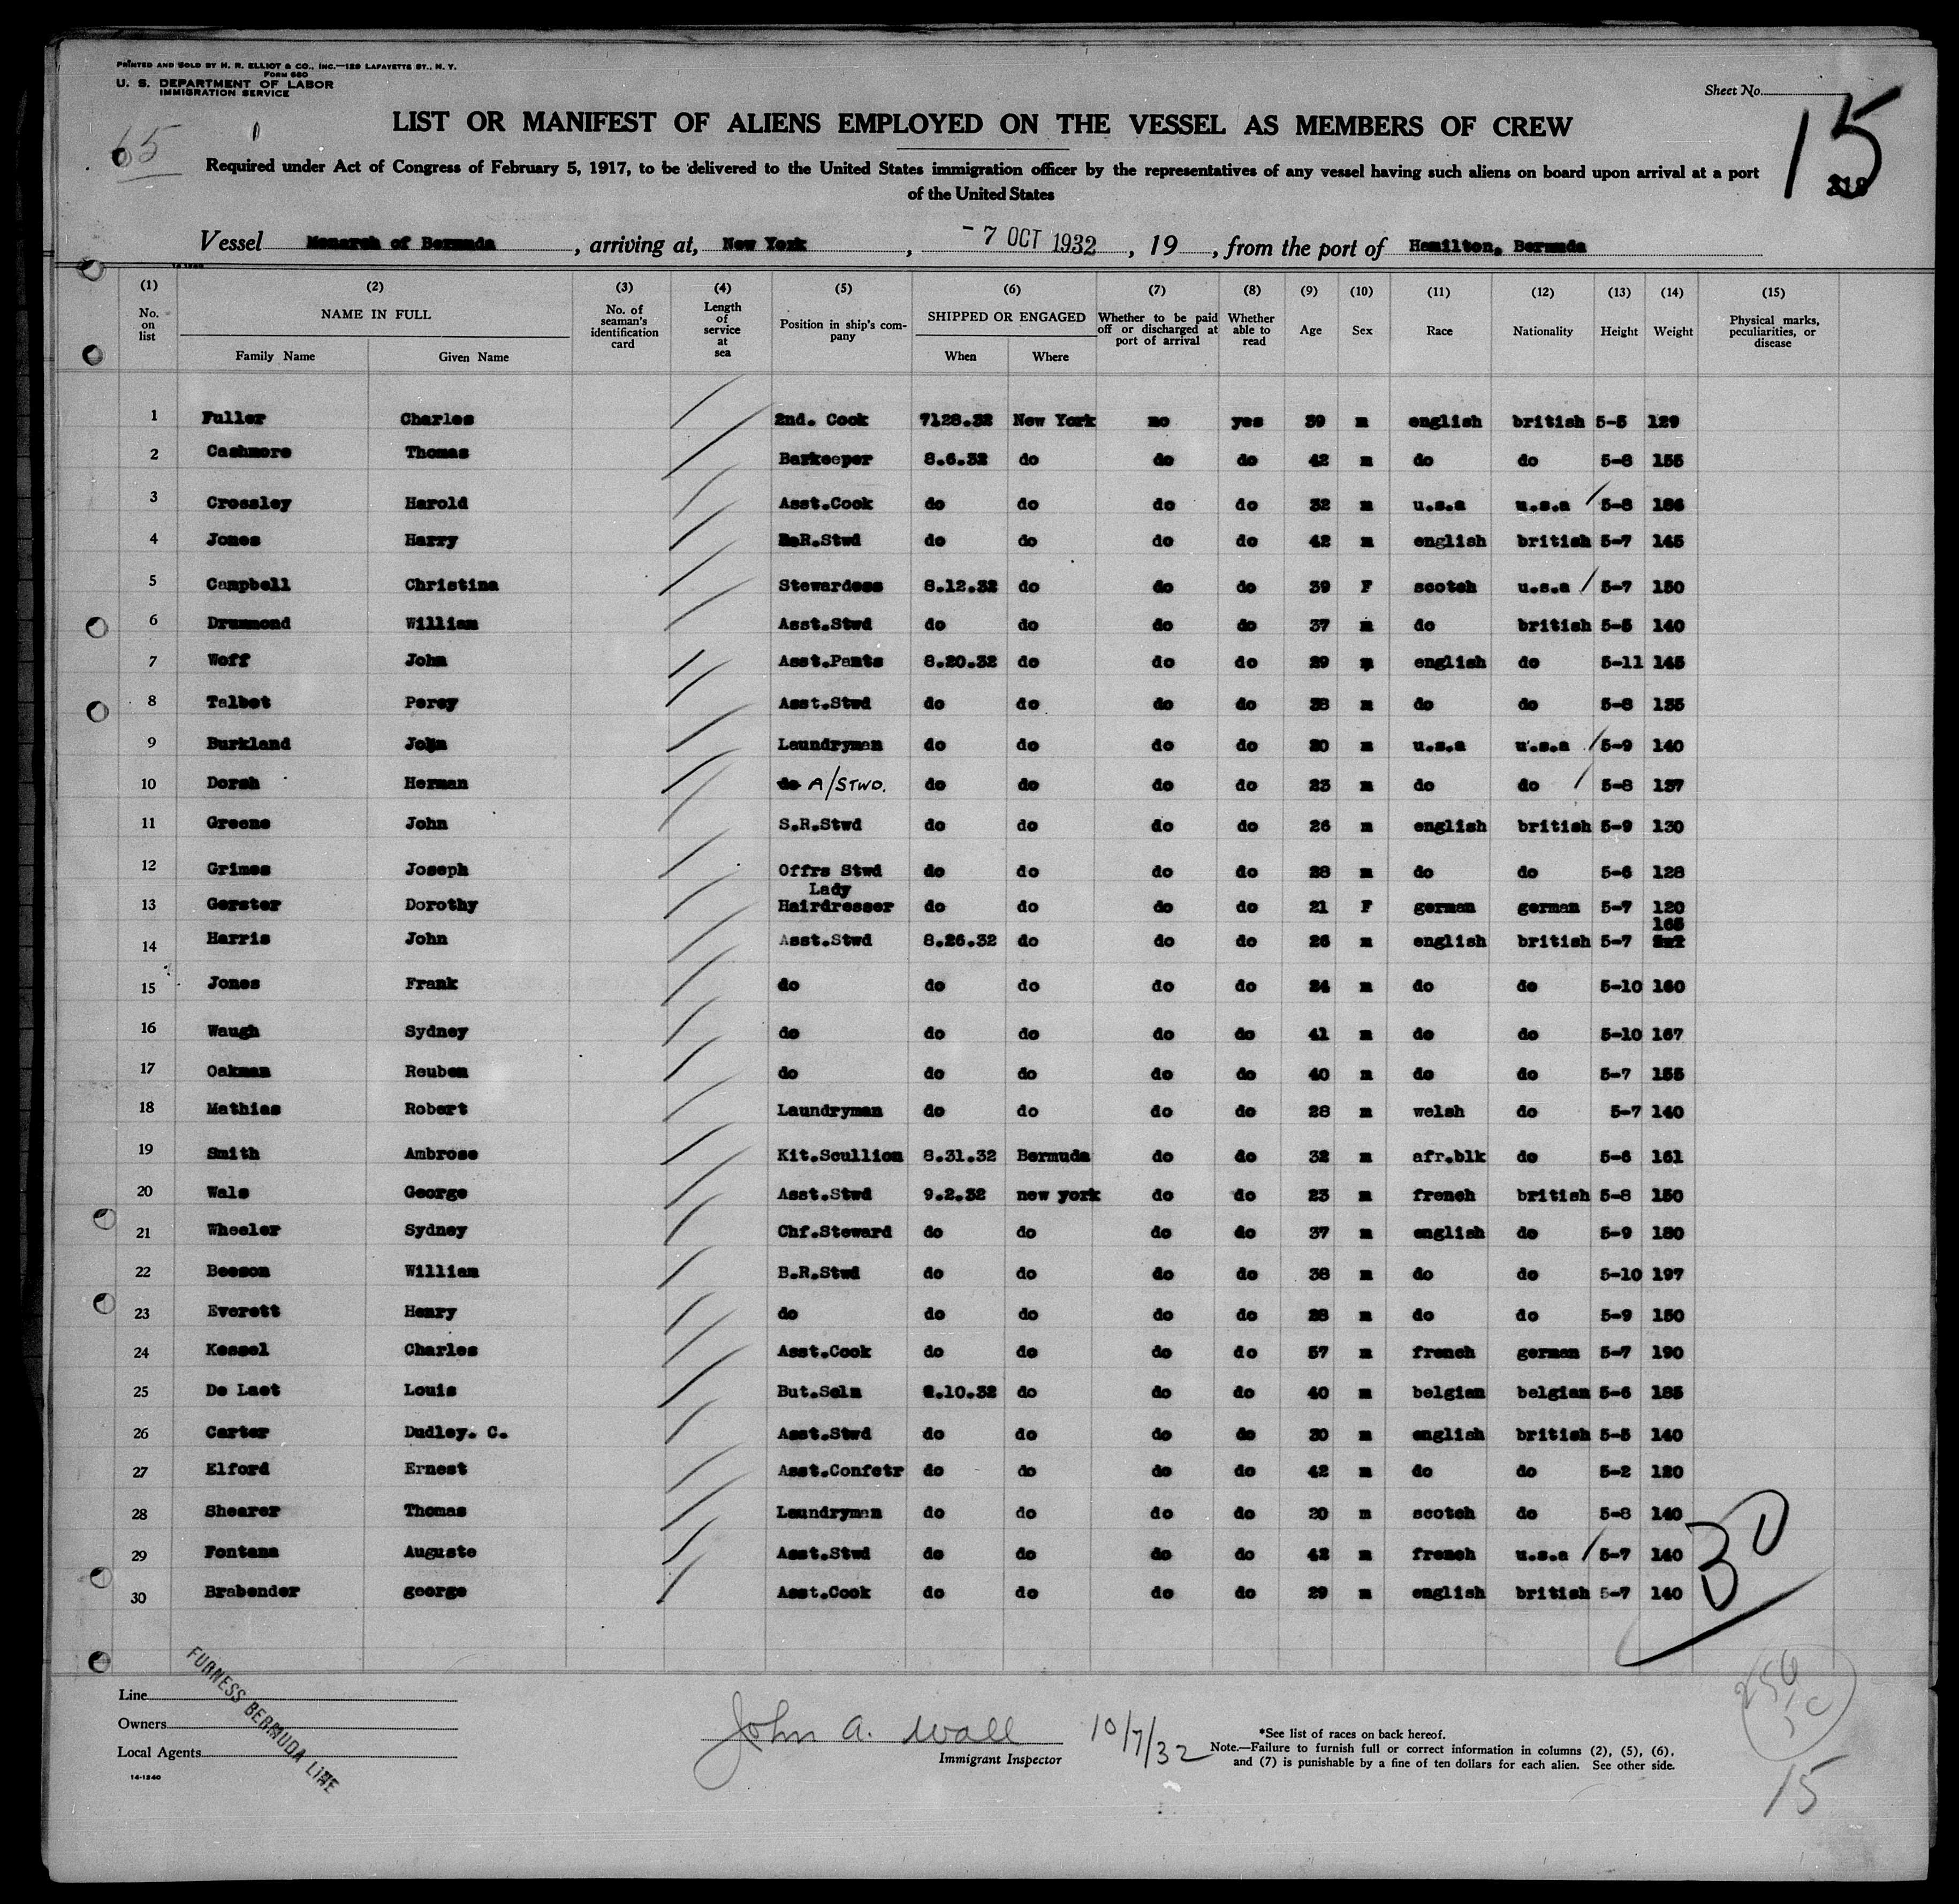 PRINTED AND SOLD BY H. R. ELLIOT & CO., INC.—129 LAFAYETTE ST., N. Y.
FORM 680
U. S. DEPARTMENT OF LABOR
IMMIGRATION SERVICE
Sheet No.
15
65
LIST OR MANIFEST OF ALIENS EMPLOYED ON THE VESSEL AS MEMBERS OF CREW
Required under Act of Congress of February 5, 1917, to be delivered to the United States immigration officer by the representatives of any vessel having such aliens on board upon arrival at a port
of the United States
Vessel Monarch of Bermuda, arriving at, New York, - 7 OCT 1932, 19, from the port of Hamilton, Bermuda
(1) (2) (3) (4) (5) (6) (7) (8) (9) (10) (11) (12) (13) (14) (15)
No. on list NAME IN FULL Family Name Given Name No. of seaman's identification card Length of service at sea Position in ship's company SHIPPED OR ENGAGED When Where Whether to be paid off or discharged at port of arrival Whether able to read Age Sex Race Nationality Height Weight Physical marks, peculiarities, or disease
1 Fuller Charles 2nd. Cook 7128.32 New York no yes 39 m english british 5-5 129
2 Cashmore Thomas Barkeeper 8.6.32 do do do 42 m do do 5-8 155
3 Crossley Harold Asst.Cook do do do do 32 m u.s.a u.s.a 5-8 186
4 Jones Harry B.R.Stwd do do do do 42 m english british 5-7 145
5 Campbell Christina Stewardess 8.12.32 do do do 39 F scotch u.s.a 5-7 150
6 Drummond William Asst.Stwd do do do do 37 m do british 5-5 140
7 Woff John Asst.Pants 8.20.32 do do do 29 m english do 5-11 145
8 Talbot Percy Asst.Stwd do do do do 38 m do do 5-8 135
9 Burkland John Laundryman do do do do 20 m u.s.a u.s.a 5-9 140
10 Dorsh Herman do A/STWD. do do do do 23 m do do 5-8 137
11 Greene John S.R.Stwd do do do do 26 m english british 5-9 130
12 Grimes Joseph Offrs Stwd do do do do 28 m do do 5-6 128
13 Gerster Dorothy Lady Hairdresser do do do do 21 F german german 5-7 120
14 Harris John Asst.Stwd 8.26.32 do do do 26 m english british 5-7 165
15 Jones Frank do do do do do 24 m do do 5-10 160
16 Waugh Sydney do do do do do 41 m do do 5-10 167
17 Oakman Reuben do do do do do 40 m do do 5-7 155
18 Mathias Robert Laundryman do do do do 28 m welsh do 5-7 140
19 Smith Ambrose Kit.Scullion 8.31.32 Bermuda do do 32 m afr.blk do 5-6 161
20 Wals George Asst.Stwd 9.2.32 new york do do 23 m french british 5-8 150
21 Wheeler Sydney Chf.Steward do do do do 37 m english do 5-9 180
22 Beeson William B.R.Stwd do do do do 38 m do do 5-10 197
23 Everett Henry do do do do do 28 m do do 5-9 150
24 Kessel Charles Asst.Cook do do do do 57 m french german 5-7 190
25 De Laet Louis But.Seln .10.32 do do do 40 m belgian belgian 5-6 185
26 Carter Dudley. C. Asst.Stwd do do do do 30 m english british 5-5 140
27 Elford Ernest Asst.Confctr do do do do 42 m do do 5-2 120
28 Shearer Thomas Laundryman do do do do 20 m scotch do 5-8 140
29 Fontana Auguste Asst.Stwd do do do do 42 m french u.s.a 5-7 140
30 Brabender george Asst.Cook do do do do 29 m english british 5-7 140
30
Line
Owners
Local Agents
FURNESS BERMUDA LINE
14-1240
John A. Wall 10/7/32
Immigrant Inspector
*See list of races on back hereof.
Note.—Failure to furnish full or correct information in columns (2), (5), (6),
and (7) is punishable by a fine of ten dollars for each alien. See other side.
15